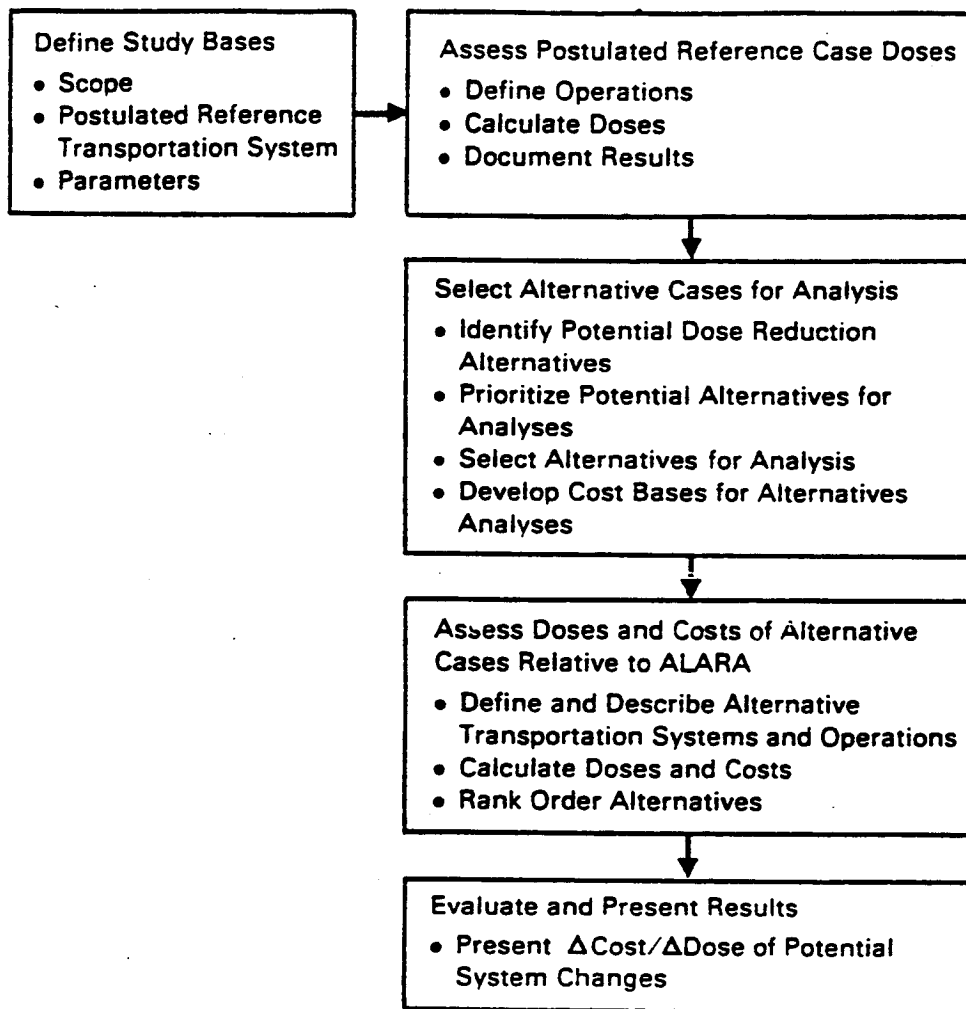 Define Study Bases
• Scope
• Postulated Reference
Transportation System
• Parameters
Assess Postulated Reference Case Doses
• Define Operations
• Calculate Doses
• Document Results
Select Alternative Cases for Analysis
• Identify Potential Dose Reduction
Alternatives
• Prioritize Potential Alternatives for
Analyses
• Select Alternatives for Analysis
• Develop Cost Bases for Alternatives
Analyses
Assess Doses and Costs of Alternative
Cases Relative to ALARA
• Define and Describe Alternative
Transportation Systems and Operations
• Calculate Doses and Costs
• Rank Order Alternatives
Evaluate and Present Results
• Present ΔCost/ΔDose of Potential
System Changes